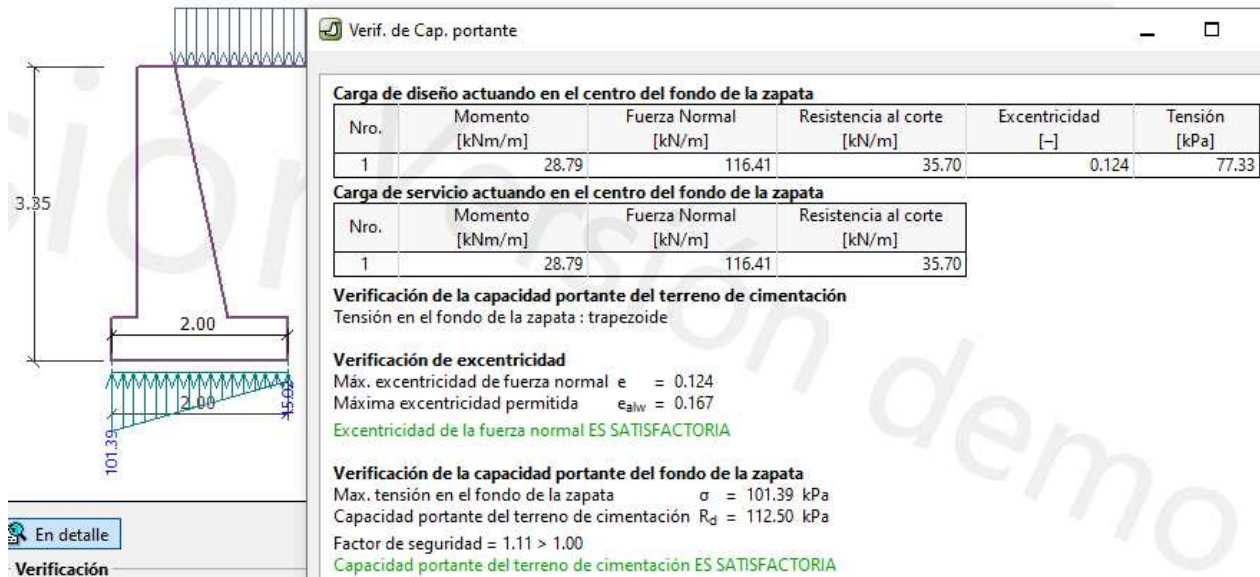 Verif. de Cap. portante
Carga de diseño actuando en el centro del fondo de la zapata
Nro. Momento Fuerza Normal Resistencia al corte Excentricidad Tensión
[kNm/m] [kN/m] [kN/m] [–] [kPa]
1 28.79 116.41 35.70 0.124 77.33
Carga de servicio actuando en el centro del fondo de la zapata
Nro. Momento Fuerza Normal Resistencia al corte
[kNm/m] [kN/m] [kN/m]
1 28.79 116.41 35.70
Verificación de la capacidad portante del terreno de cimentación
Tensión en el fondo de la zapata : trapezoide
Verificación de excentricidad
Máx. excentricidad de fuerza normal e = 0.124
Máxima excentricidad permitida e_alw = 0.167
Excentricidad de la fuerza normal ES SATISFACTORIA
Verificación de la capacidad portante del fondo de la zapata
Max. tensión en el fondo de la zapata σ = 101.39 kPa
Capacidad portante del terreno de cimentación R_d = 112.50 kPa
Factor de seguridad = 1.11 > 1.00
Capacidad portante del terreno de cimentación ES SATISFACTORIA
3.35
2.00
2.00
15.02
101.39
En detalle
Verificación
sión Versión demo